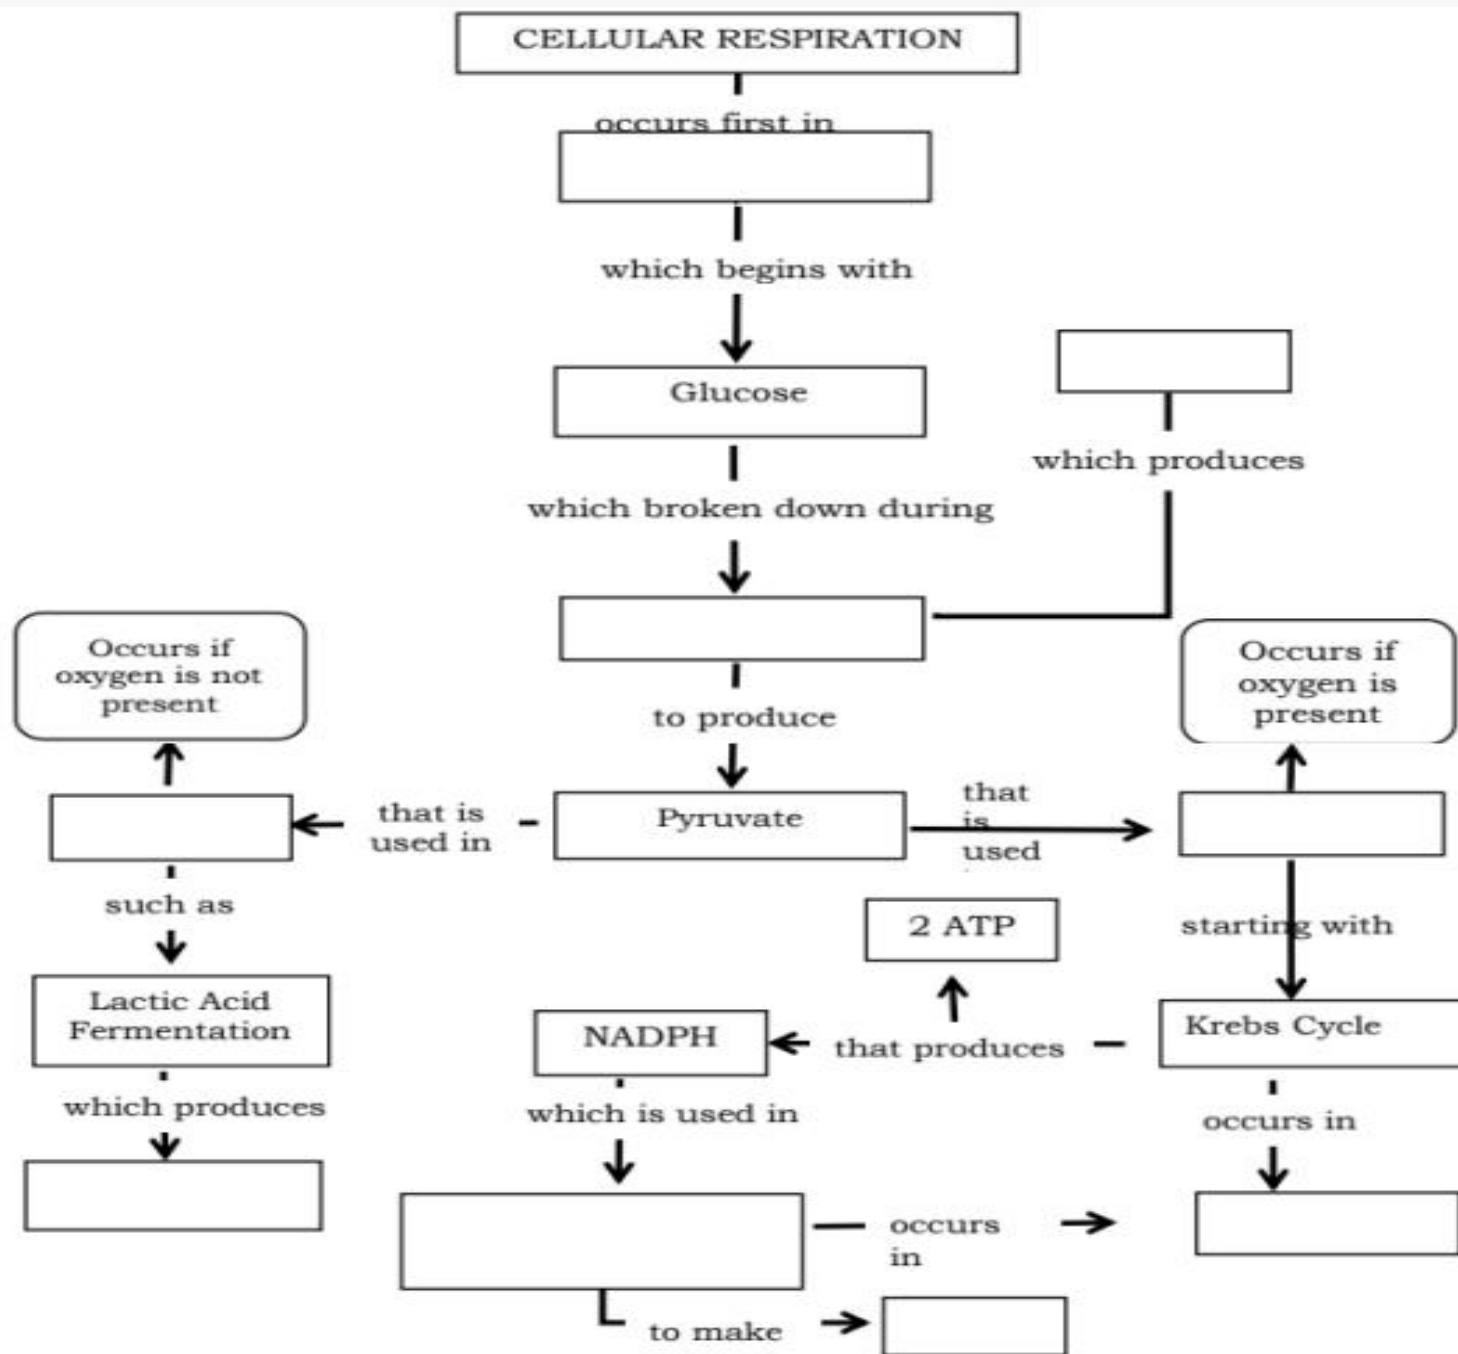 CELLULAR RESPIRATION
occurs first in
which begins with
Glucose
which produces
which broken down during
Occurs if
oxygen is not
present
Occurs if
oxygen is
present
to produce
that is
used in
Pyruvate
that
is
used
such as
2 ATP
starting with
Lactic Acid
Fermentation
NADPH
that produces
Krebs Cycle
which produces
which is used in
occurs in
occurs
in
to make